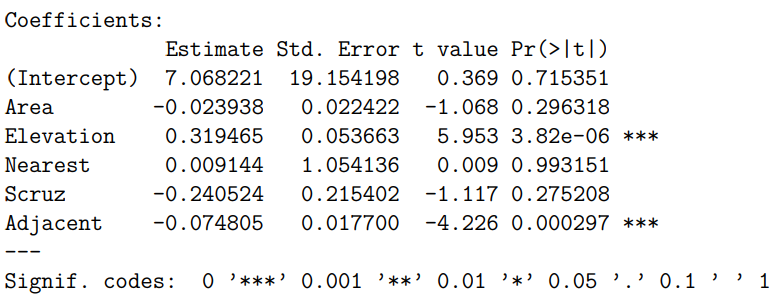 Coefficients:
Estimate Std. Error t value Pr(>|t|)
(Intercept) 7.068221 19.154198 0.369 0.715351
Area -0.023938 0.022422 -1.068 0.296318
Elevation 0.319465 0.053663 5.953 3.82e-06 ***
Nearest 0.009144 1.054136 0.009 0.993151
Scruz -0.240524 0.215402 -1.117 0.275208
Adjacent -0.074805 0.017700 -4.226 0.000297 ***
---
Signif. codes: 0 ’***’ 0.001 ’**’ 0.01 ’*’ 0.05 ’.’ 0.1 ’ ’ 1